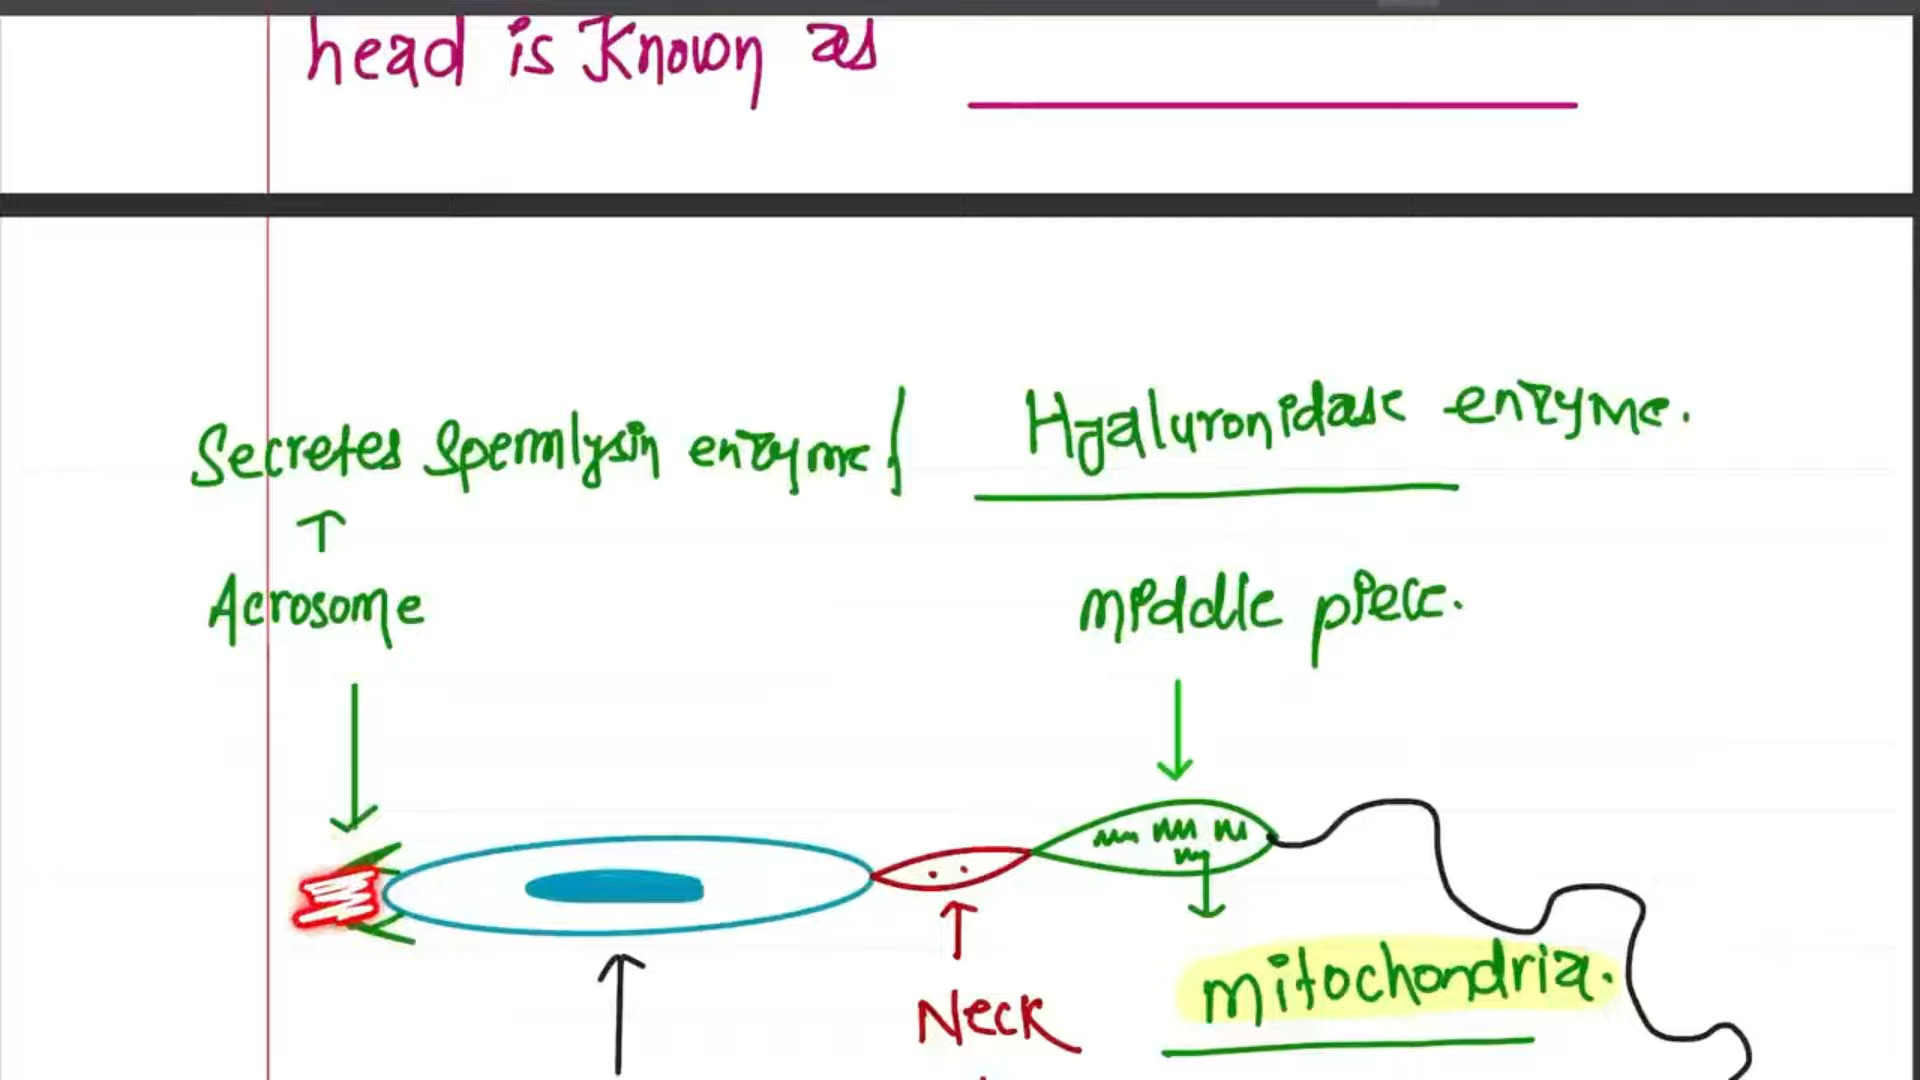 head is known as
Secretes Spermlysin enzyme / Hyaluronidase enzyme.
Acrosome
middle piece.
mitochondria.
Neck